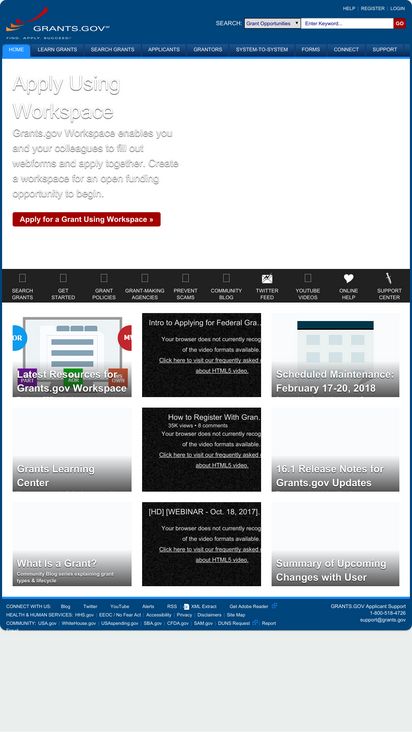 HELP | REGISTER | LOGIN
GRANTS.GOV℠
FIND. APPLY. SUCCEED.℠
SEARCH: Grant Opportunities Enter Keyword... GO
HOME LEARN GRANTS SEARCH GRANTS APPLICANTS GRANTORS SYSTEM-TO-SYSTEM FORMS CONNECT SUPPORT
Apply Using
Workspace
Grants.gov Workspace enables you
and your colleagues to fill out
webforms and apply together. Create
a workspace for an open funding
opportunity to begin.
Apply for a Grant Using Workspace »
SEARCH GRANTS
GET STARTED
GRANT POLICIES
GRANT-MAKING AGENCIES
PREVENT SCAMS
COMMUNITY BLOG
TWITTER FEED
YOUTUBE VIDEOS
ONLINE HELP
SUPPORT CENTER
Latest Resources for
Grants.gov Workspace
Intro to Applying for Federal Gra...
Your browser does not currently recog
of the video formats available.
Click here to visit our frequently asked
about HTML5 video.
Scheduled Maintenance:
February 17-20, 2018
Grants Learning
Center
How to Register With Gran...
35K views • 8 comments
Your browser does not currently recog
of the video formats available.
Click here to visit our frequently asked
about HTML5 video.
16.1 Release Notes for
Grants.gov Updates
What Is a Grant?
Community Blog series explaining grant
types & lifecycle
[HD] [WEBINAR - Oct. 18, 2017]...
Your browser does not currently recog
of the video formats available.
Click here to visit our frequently asked
about HTML5 video.
Summary of Upcoming
Changes with User
CONNECT WITH US: Blog Twitter YouTube Alerts RSS | XML Extract Get Adobe Reader
HEALTH & HUMAN SERVICES: HHS.gov | EEOC / No Fear Act | Accessibility | Privacy | Disclaimers | Site Map
COMMUNITY: USA.gov | WhiteHouse.gov | USAspending.gov | SBA.gov | CFDA.gov | SAM.gov | DUNS Request | Report
GRANTS.GOV Applicant Support
1-800-518-4726
support@grants.gov